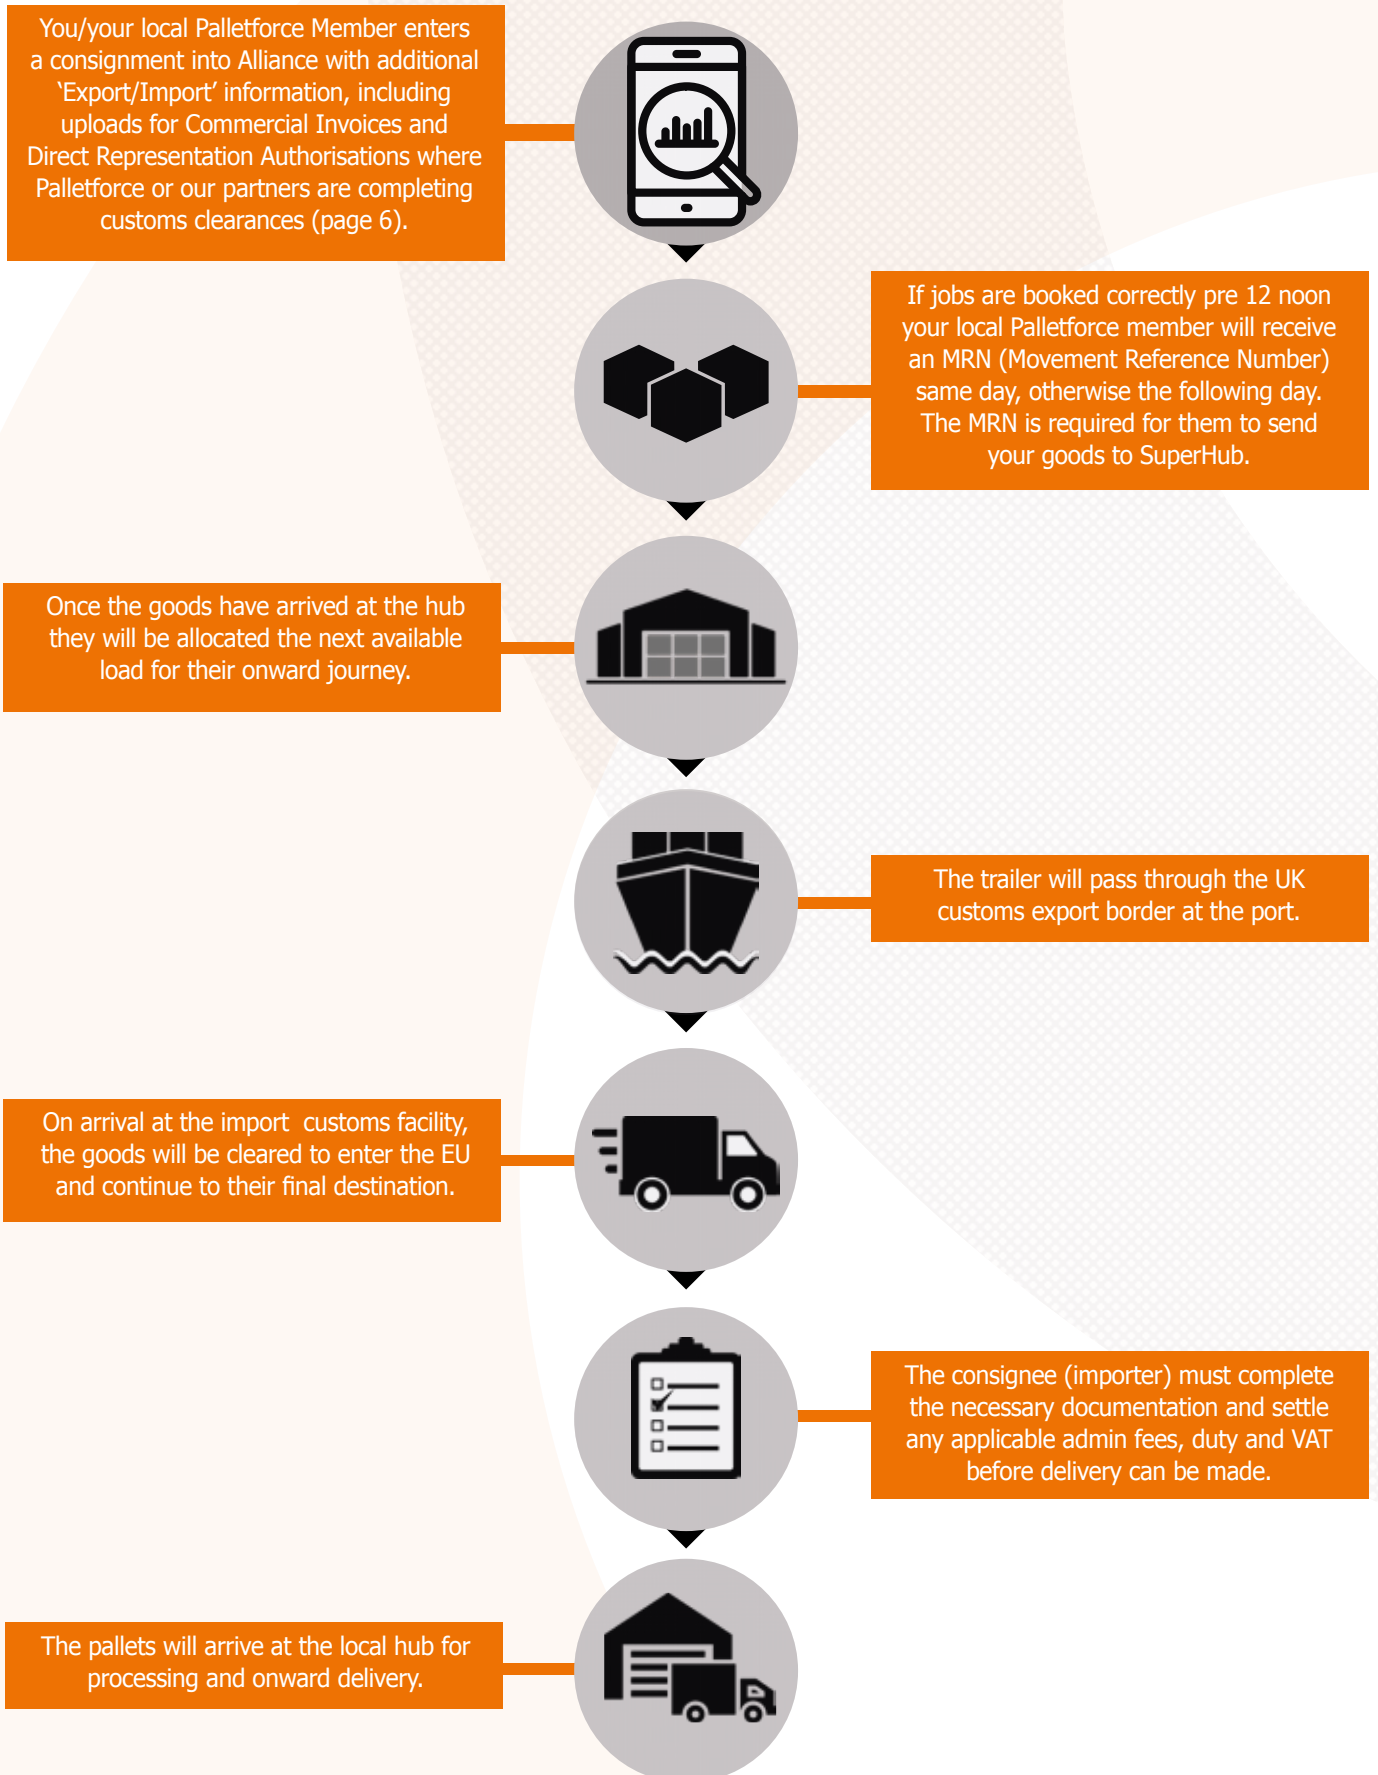 You/your local Palletforce Member enters
a consignment into Alliance with additional
‘Export/Import’ information, including
uploads for Commercial Invoices and
Direct Representation Authorisations where
Palletforce or our partners are completing
customs clearances (page 6).
If jobs are booked correctly pre 12 noon
your local Palletforce member will receive
an MRN (Movement Reference Number)
same day, otherwise the following day.
The MRN is required for them to send
your goods to SuperHub.
Once the goods have arrived at the hub
they will be allocated the next available
load for their onward journey.
The trailer will pass through the UK
customs export border at the port.
On arrival at the import  customs facility,
the goods will be cleared to enter the EU
and continue to their final destination.
The consignee (importer) must complete
the necessary documentation and settle
any applicable admin fees, duty and VAT
before delivery can be made.
The pallets will arrive at the local hub for
processing and onward delivery.